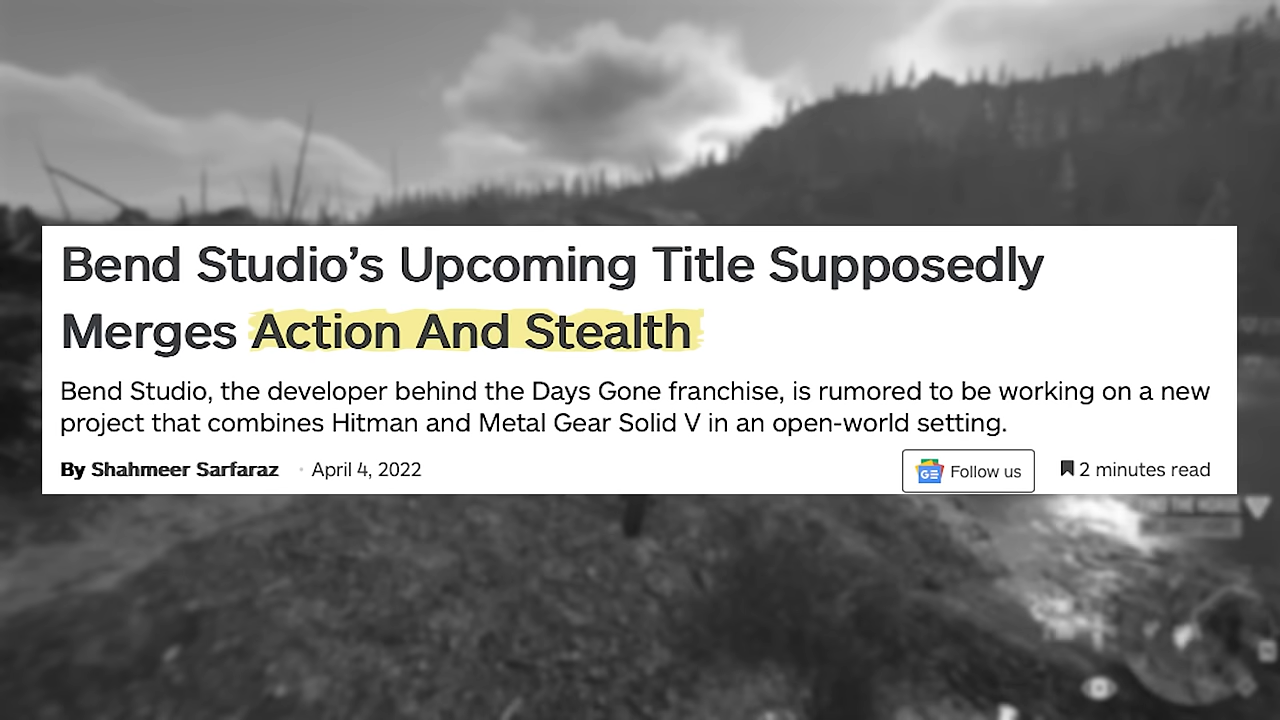 Bend Studio’s Upcoming Title Supposedly
Merges Action And Stealth
Bend Studio, the developer behind the Days Gone franchise, is rumored to be working on a new
project that combines Hitman and Metal Gear Solid V in an open-world setting.
By Shahmeer Sarfaraz • April 4, 2022
GE Follow us
2 minutes read